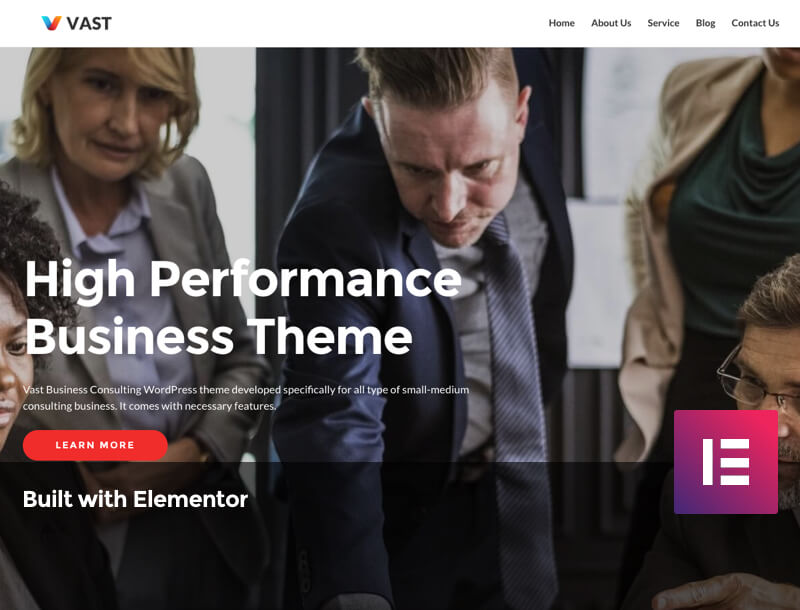 VAST
Home About Us Service Blog Contact Us
High Performance
Business Theme
Vast Business Consulting WordPress theme developed specifically for all type of small-medium
consulting business. It comes with necessary features.
LEARN MORE
Built with Elementor